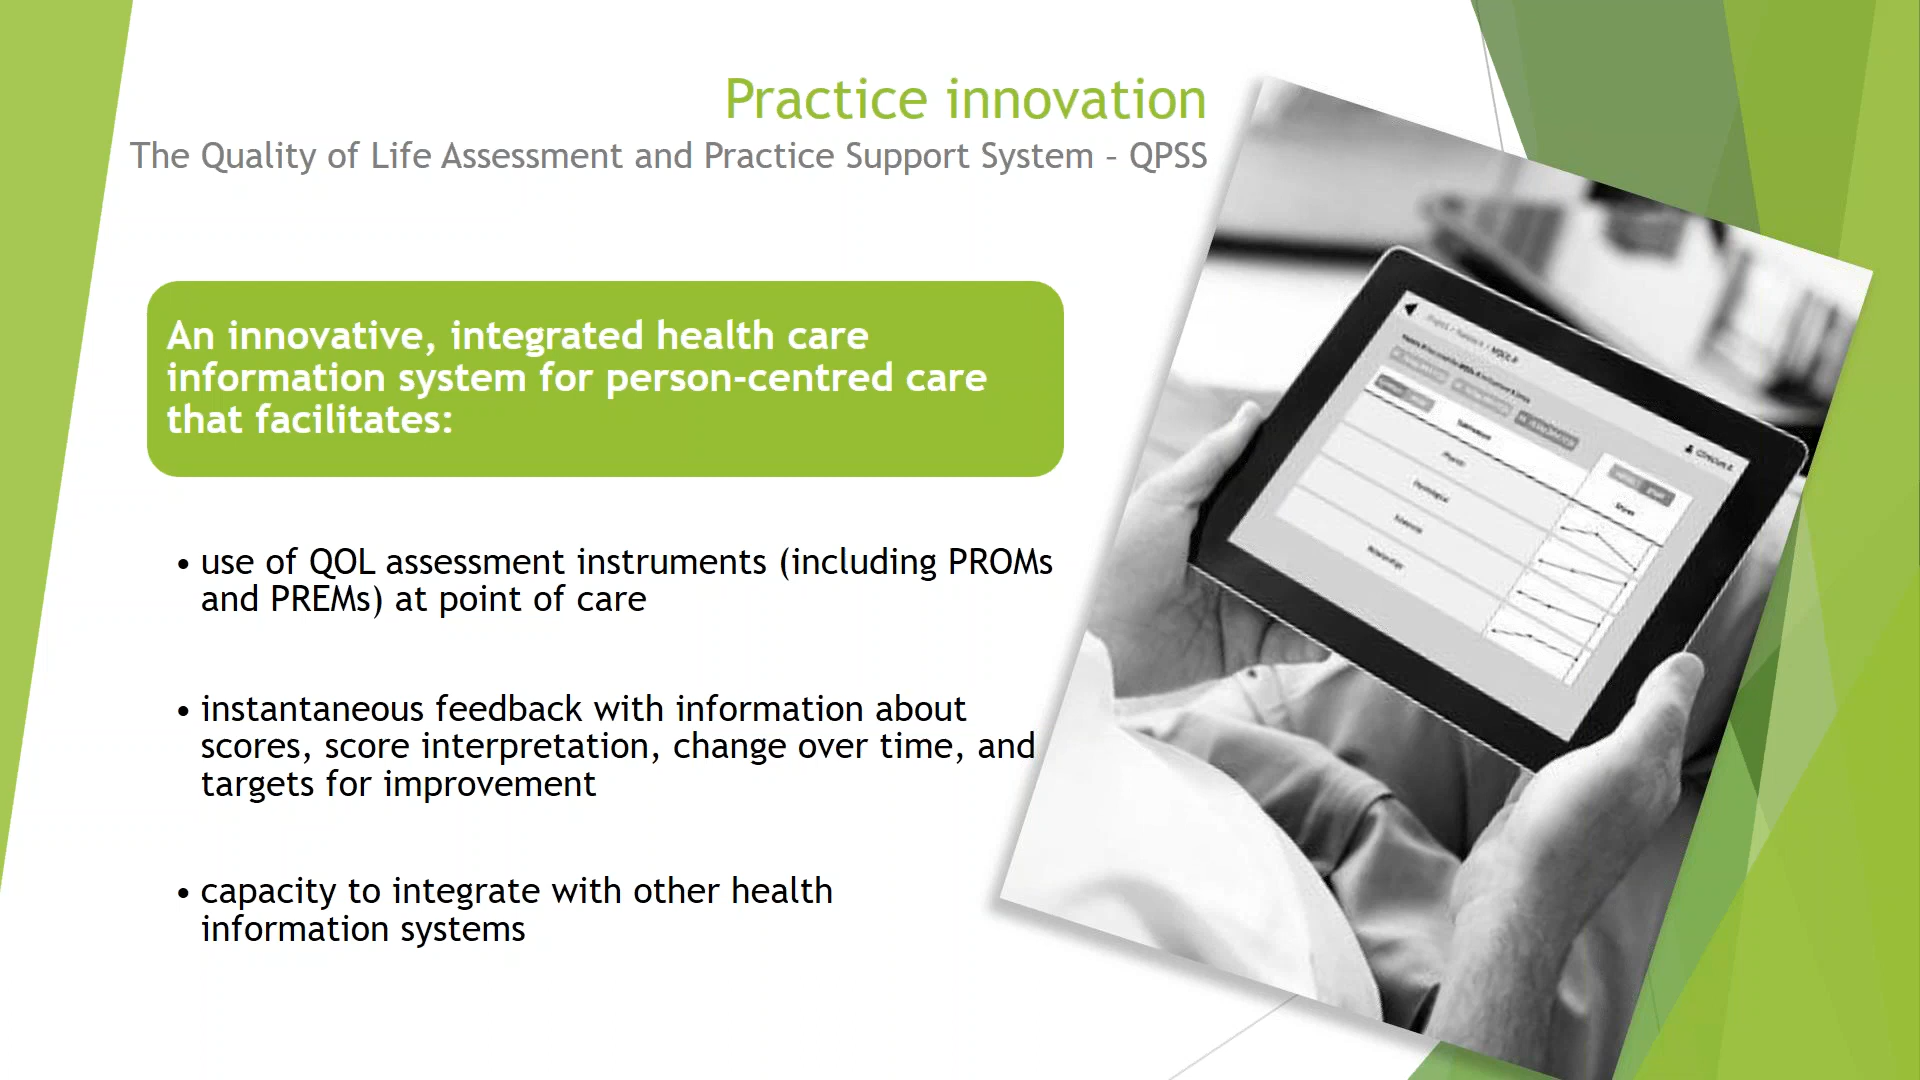 Practice innovation
The Quality of Life Assessment and Practice Support System – QPSS
An innovative, integrated health care
information system for person-centred care
that facilitates:
• use of QOL assessment instruments (including PROMs
and PREMs) at point of care
• instantaneous feedback with information about
scores, score interpretation, change over time, and
targets for improvement
• capacity to integrate with other health
information systems